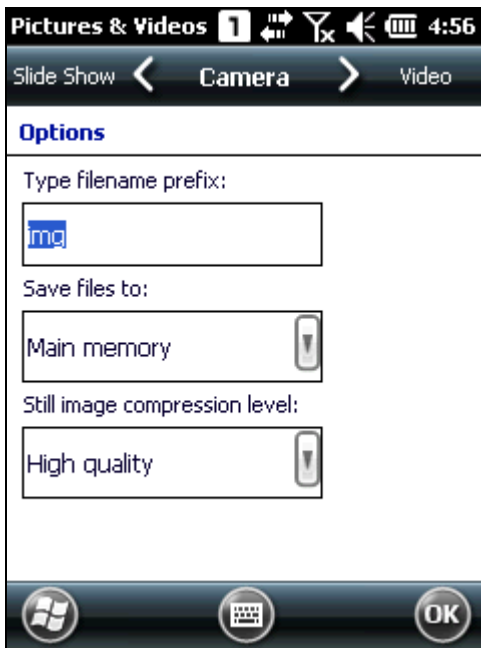 Pictures & Videos 1 4:56
Slide Show Camera Video
Options
Type filename prefix:
img
Save files to:
Main memory
Still image compression level:
High quality
OK